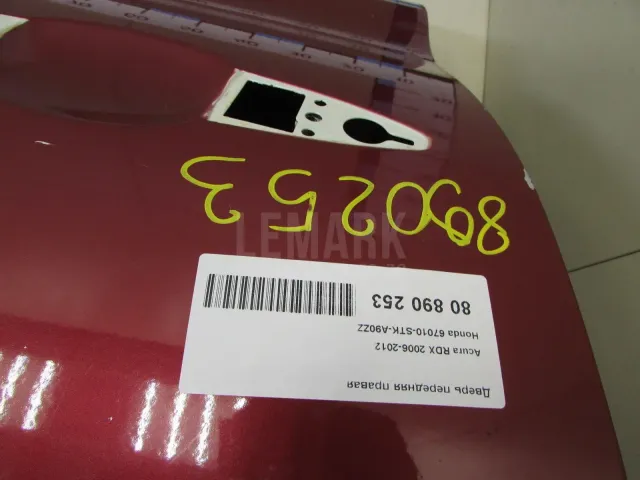 890253
LEMARK
Дверь передняя правая
Acura RDX 2006-2012
Honda 67010-STK-A90ZZ
80 890 253